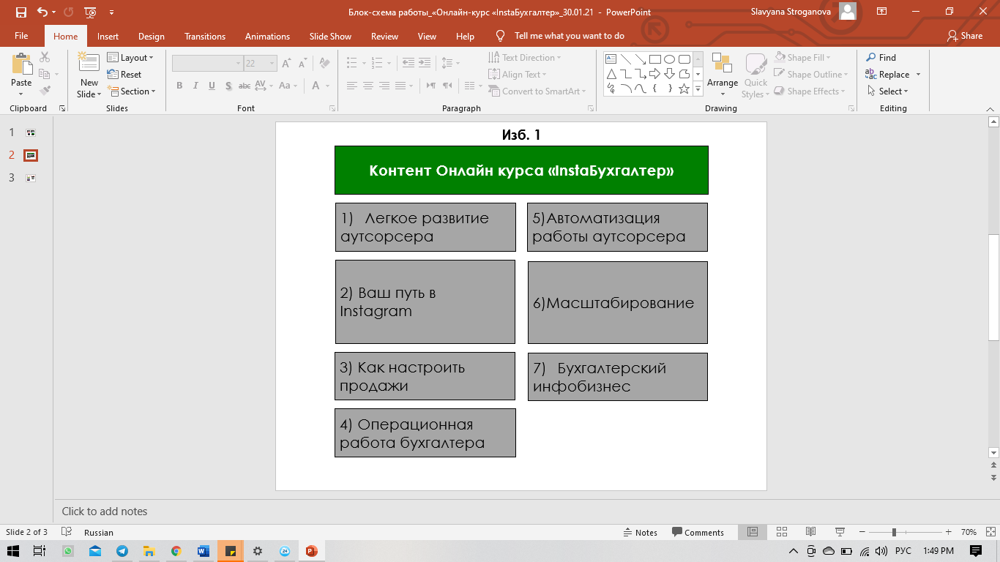 Блок-схема работы_«Онлайн-курс «InstaБухгалтер»_30.01.21 - PowerPoint
Slavyana Stroganova
File
Home
Insert
Design
Transitions
Animations
Slide Show
Review
View
Help
Tell me what you want to do
Share
Paste
Clipboard
New
Slide
Layout
Reset
Section
Slides
22
A A
B I U S abc AV Aa A
Font
Text Direction
Align Text
Convert to SmartArt
Paragraph
Arrange
Quick
Styles
Shape Fill
Shape Outline
Shape Effects
Drawing
Find
Replace
Select
Editing
1
2
3
Изб. 1
Контент Онлайн курса «InstaБухгалтер»
1) Легкое развитие
аутсорсера
2) Ваш путь в
Instagram
3) Как настроить
продажи
4) Операционная
работа бухгалтера
5)Автоматизация
работы аутсорсера
6)Масштабирование
7) Бухгалтерский
инфобизнес
Click to add notes
Slide 2 of 3
Russian
Notes
Comments
70%
24
РУС
1:49 PM